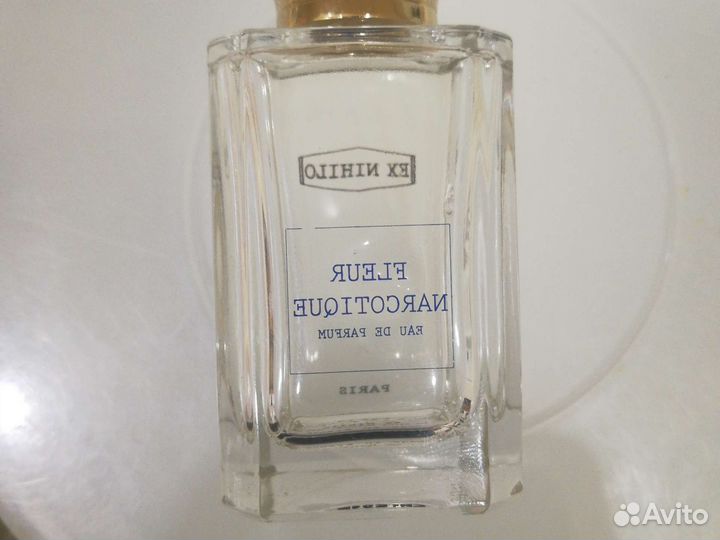 EX NIHILO
FLEUR
NARCOTIQUE
EAU DE PARFUM
PARIS
Avito